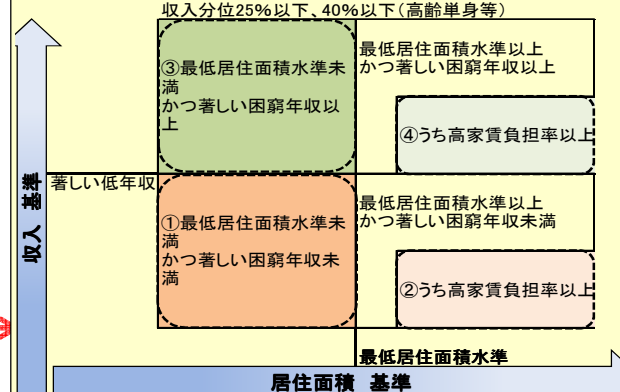 収入分位25%以下、40%以下(高齢単身等)
③最低居住面積水準未
満
かつ著しい困窮年収以
上
最低居住面積水準以上
かつ著しい困窮年収以上
④うち高家賃負担率以上
著しい低年収
①最低居住面積水準未
満
かつ著しい困窮年収未
満
最低居住面積水準以上
かつ著しい困窮年収未満
②うち高家賃負担率以上
収入 基準
最低居住面積水準
居住面積 基準